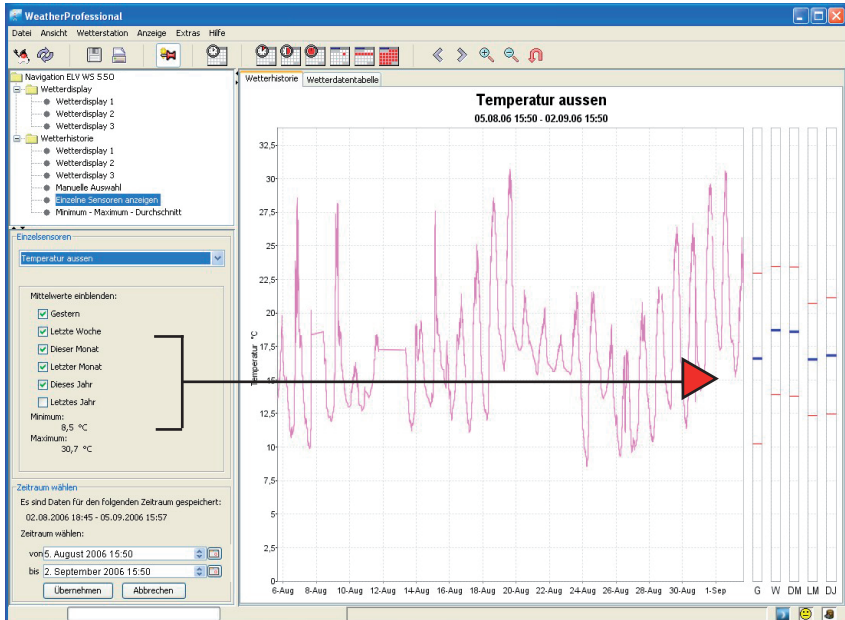 WeatherProfessional
Datei Ansicht Wetterstation Anzeige Extras Hilfe
Navigation ELV WS 550
Wetterdisplay
Wetterdisplay 1
Wetterdisplay 2
Wetterdisplay 3
Wetterhistorie
Wetterdisplay 1
Wetterdisplay 2
Wetterdisplay 3
Manuelle Auswahl
Einzelne Sensoren anzeigen
Minimum - Maximum - Durchschnitt
Einzelsensoren
Temperatur aussen
Mittelwerte einblenden:
Gestern
Letzte Woche
Dieser Monat
Letzter Monat
Dieses Jahr
Letztes Jahr
Minimum:
8,5 °C
Maximum:
30,7 °C
Zeitraum wählen
Es sind Daten für den folgenden Zeitraum gespeichert:
02.08.2006 18:45 - 05.09.2006 15:57
Zeitraum wählen:
von 5. August 2006 15:50
bis 2. September 2006 15:50
Übernehmen Abbrechen
Wetterhistorie Wetterdatentabelle
Temperatur aussen
05.08.06 15:50 - 02.09.06 15:50
Temperatur °C
32,5
30
27,5
25
22,5
20
17,5
15
12,5
10
7,5
5
2,5
0
6-Aug 8-Aug 10-Aug 12-Aug 14-Aug 16-Aug 18-Aug 20-Aug 22-Aug 24-Aug 26-Aug 28-Aug 30-Aug 1-Sep G W DM LM DJ